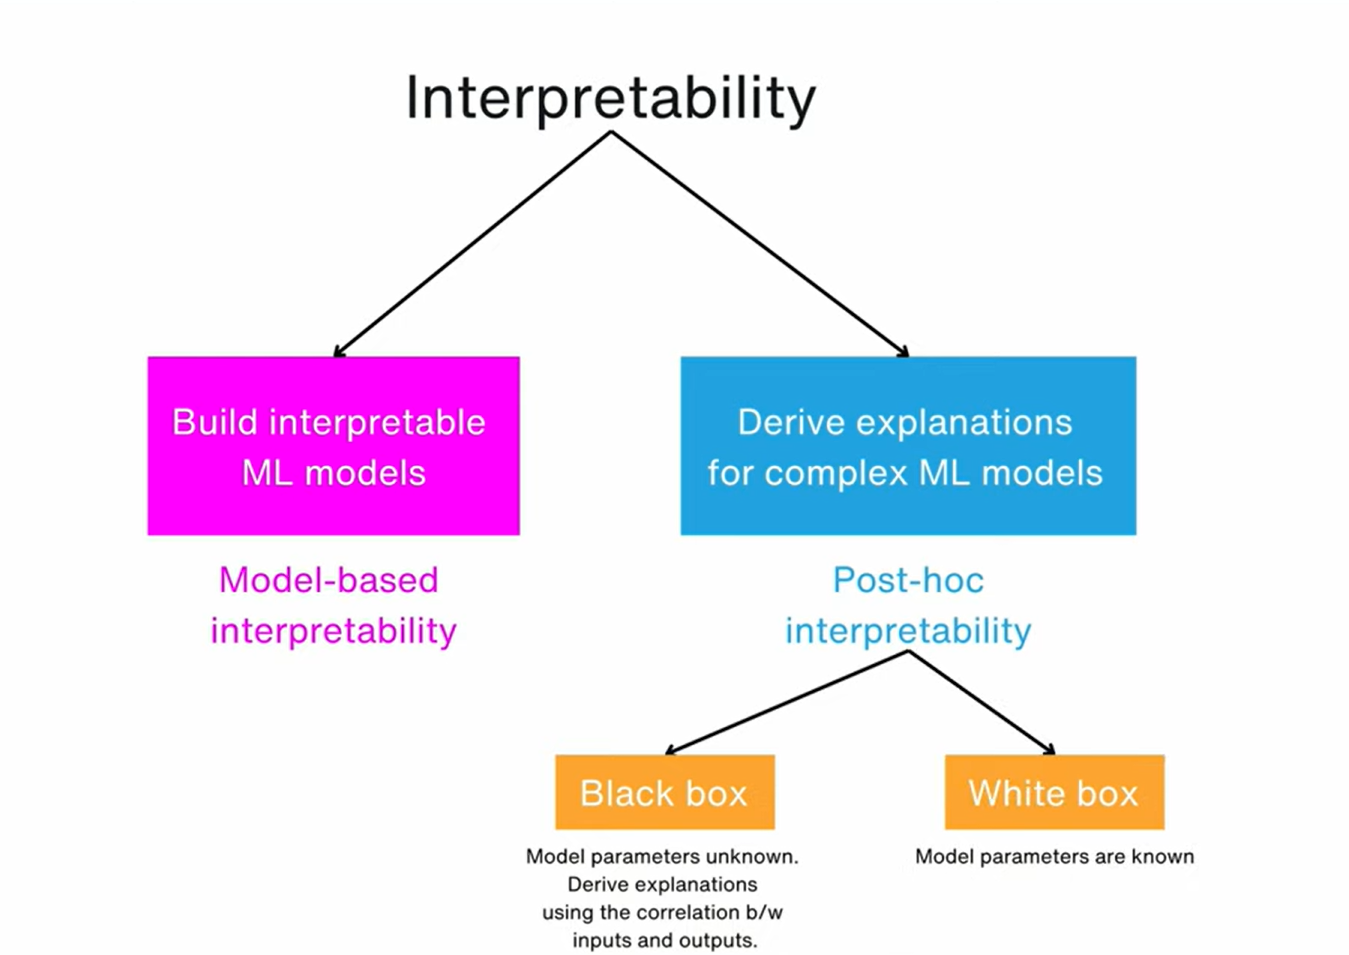 Interpretability
Build interpretable
ML models
Derive explanations
for complex ML models
Model-based
interpretability
Post-hoc
interpretability
Black box
White box
Model parameters unknown.
Derive explanations
using the correlation b/w
inputs and outputs.
Model parameters are known